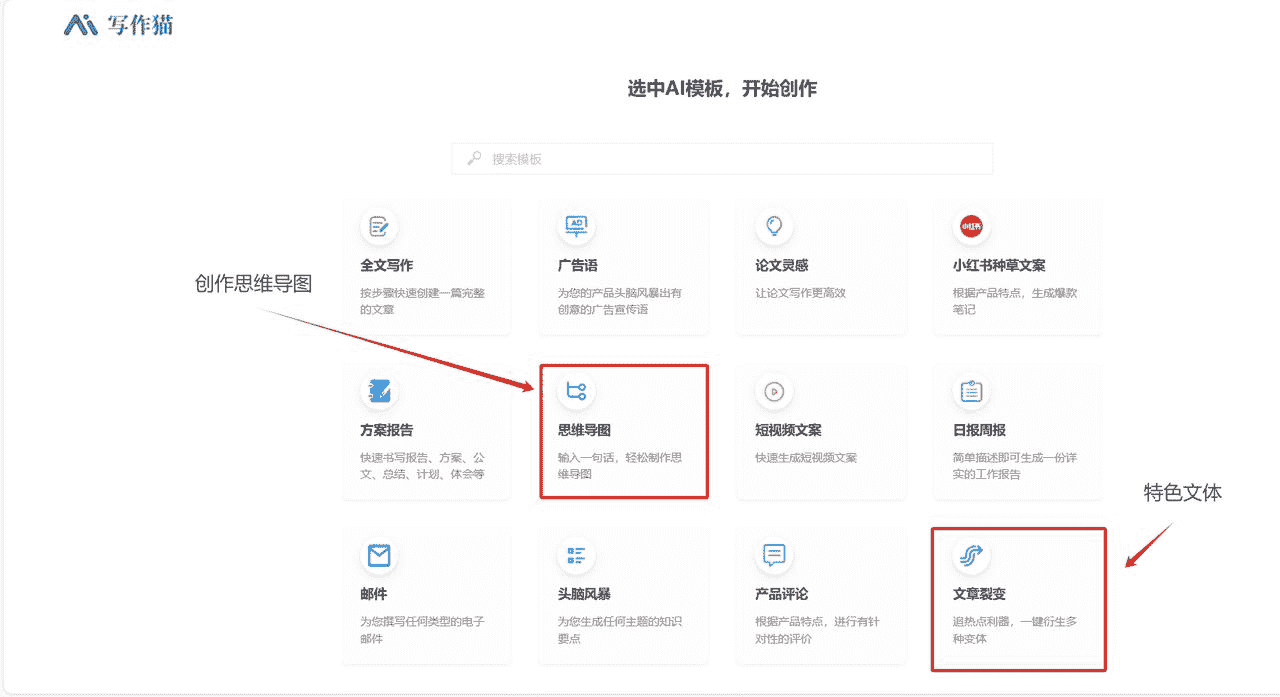 写作猫
选中AI模板，开始创作
搜索模板
AD
小红书
全文写作
按步骤快速创建一篇完整
的文章
广告语
为您的产品头脑风暴出有
创意的广告宣传语
论文灵感
让论文写作更高效
小红书种草文案
根据产品特点，生成爆款
笔记
创作思维导图
方案报告
快速书写报告、方案、公
文、总结、计划、体会等
思维导图
输入一句话，轻松制作思
维导图
短视频文案
快速生成短视频文案
日报周报
简单描述即可生成一份详
实的工作报告
特色文体
邮件
为您撰写任何类型的电子
邮件
头脑风暴
为您生成任何主题的知识
要点
产品评论
根据产品特点，进行有针
对性的评价
文章裂变
追热点利器，一键衍生多
种变体